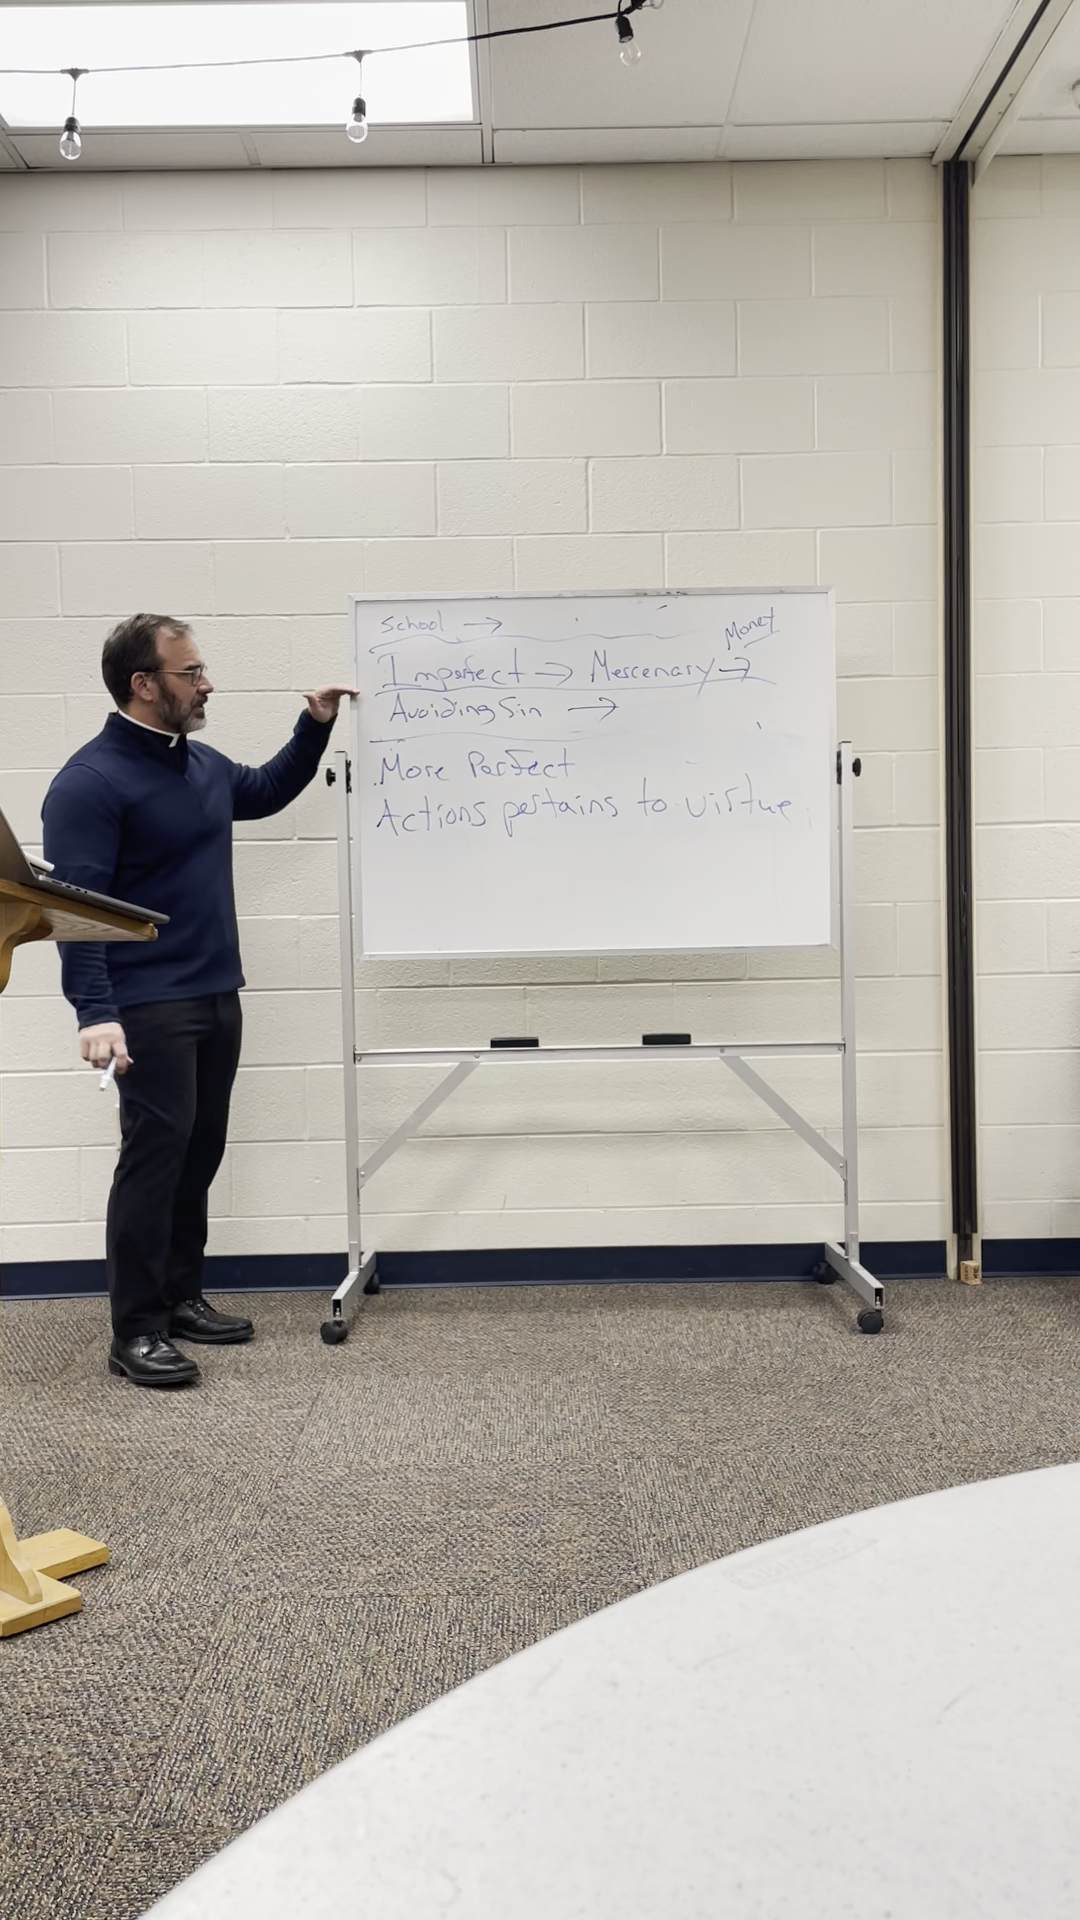 School →
Money
Imperfect → Mercenary →
Avoiding Sin →
More Perfect
Actions pertains to virtue